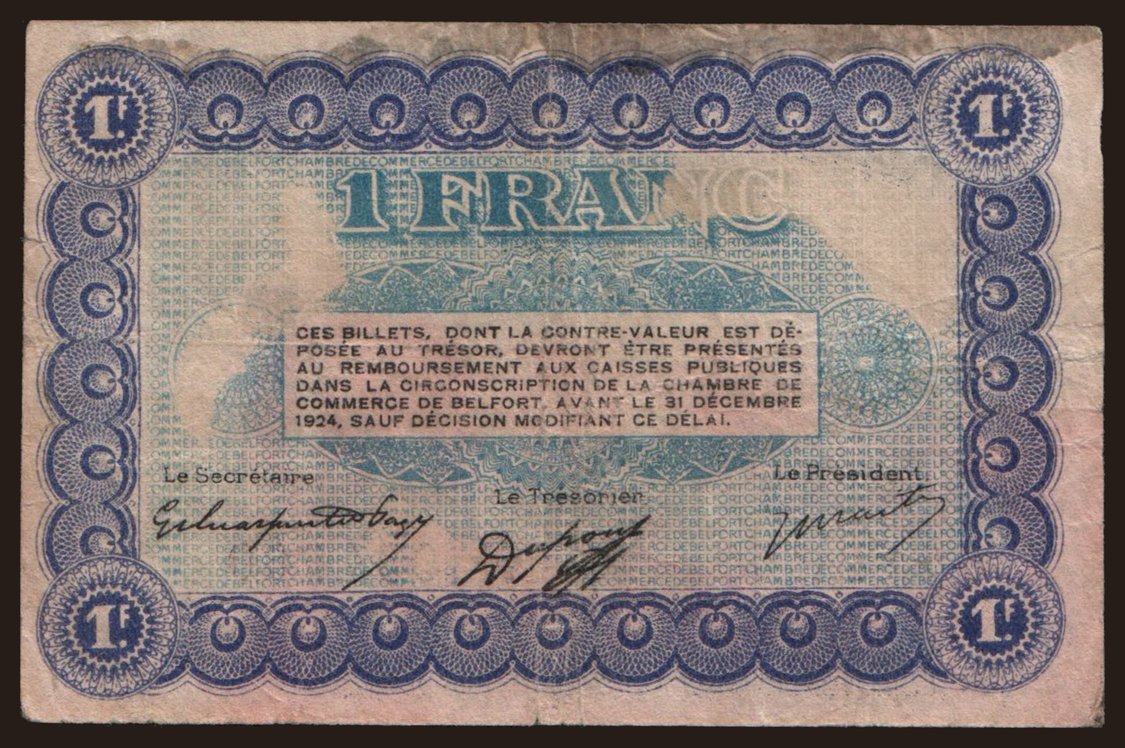 1F. 1F.
1 FRANC
CES BILLETS, DONT LA CONTRE-VALEUR EST DÉ-
POSÉE AU TRÉSOR, DEVRONT ÊTRE PRÉSENTÉS
AU REMBOURSEMENT AUX CAISSES PUBLIQUES
DANS LA CIRCONSCRIPTION DE LA CHAMBRE DE
COMMERCE DE BELFORT, AVANT LE 31 DÉCEMBRE
1924, SAUF DÉCISION MODIFIANT CE DÉLAI.
Le Secrétaire Le Trésorier Le Président
Dupont
1F. 1F.